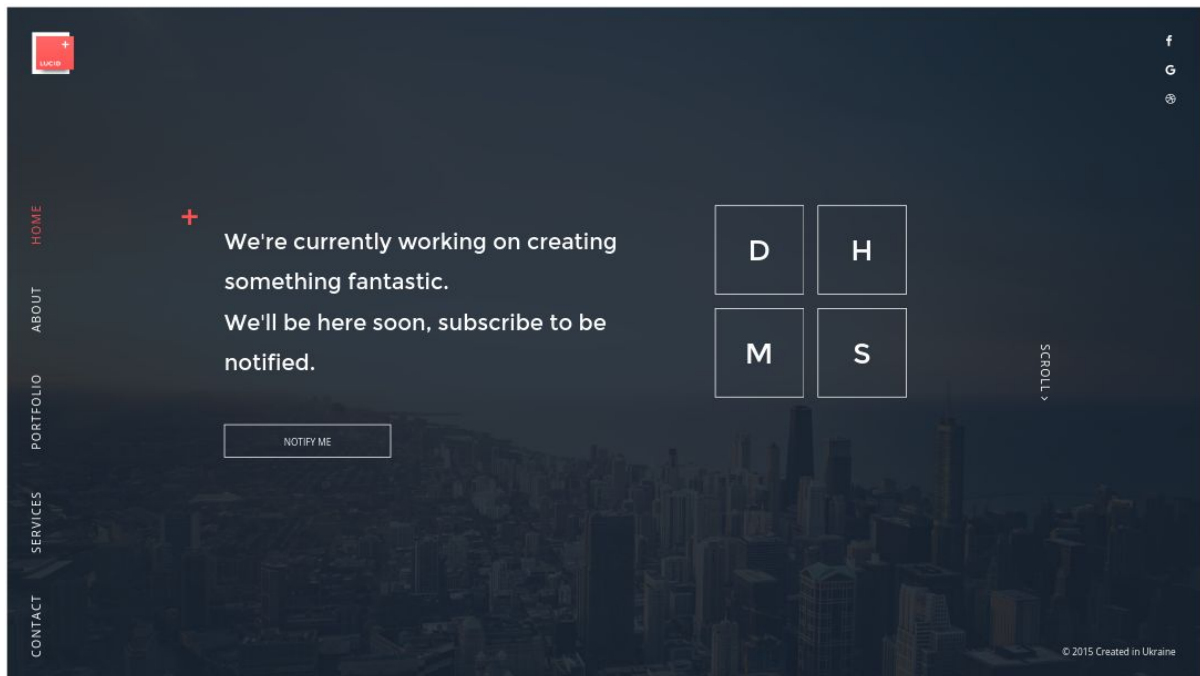 LUCID
HOME
ABOUT
PORTFOLIO
SERVICES
CONTACT
We're currently working on creating
something fantastic.
We'll be here soon, subscribe to be
notified.
NOTIFY ME
D
H
M
S
SCROLL >
© 2015 Created in Ukraine